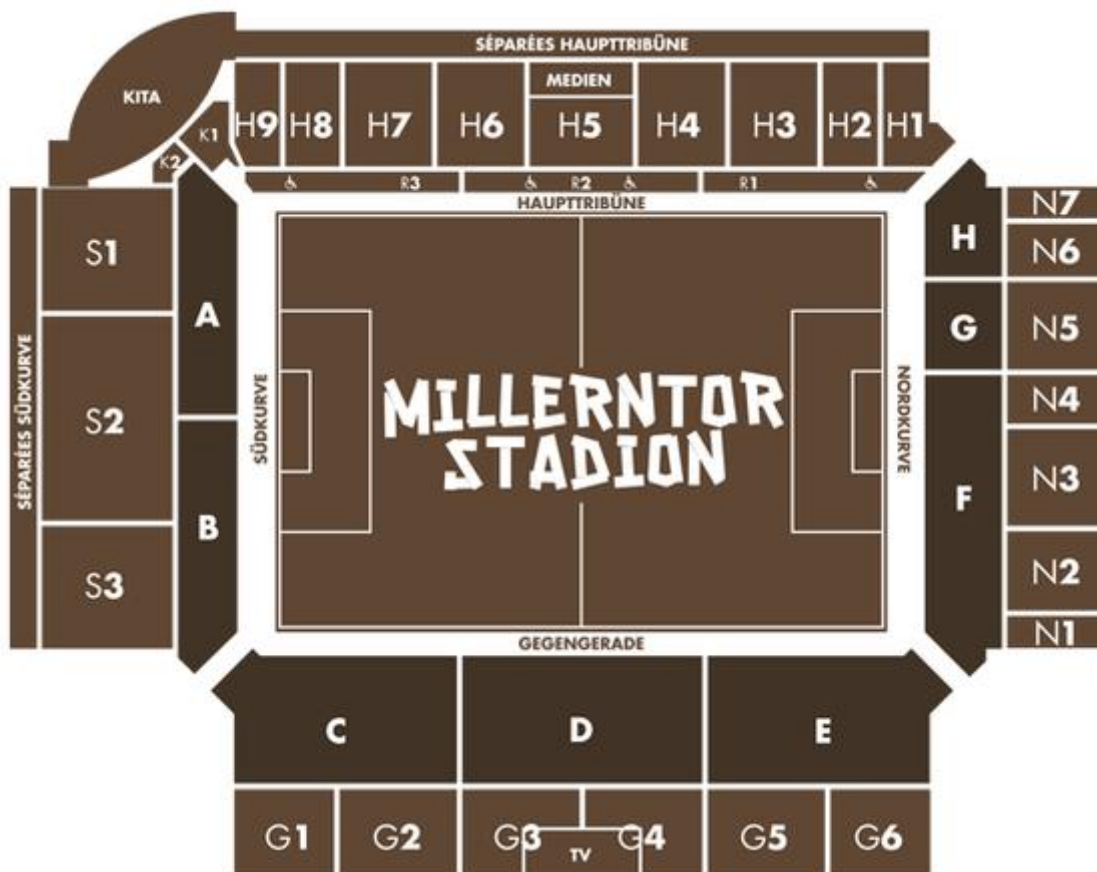 SÉPARÉES HAUPTTRIBÜNE
KITA
MEDIEN
K1
H9 H8 H7 H6 H5 H4 H3 H2 H1
K2
R3 R2 R1
HAUPTTRIBÜNE
N7
H
N6
S1
A
G
N5
SÉPARÉES SÜDKURVE
SÜDKURVE
MILLERNTOR
STADION
NORDKURVE
N4
S2
N3
B
F
N2
S3
N1
GEGENGERADE
C D E
G1 G2 G3 G4 G5 G6
TV